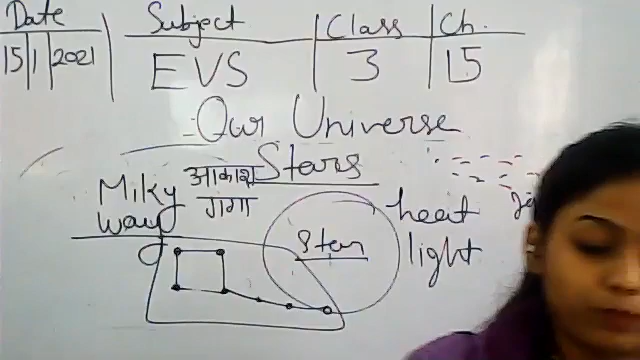 Date Subject Class Ch.
15/1/2021 EVS 3 15
Our Universe
Stars
Miky way आकाश गंगा
Star
heat
light